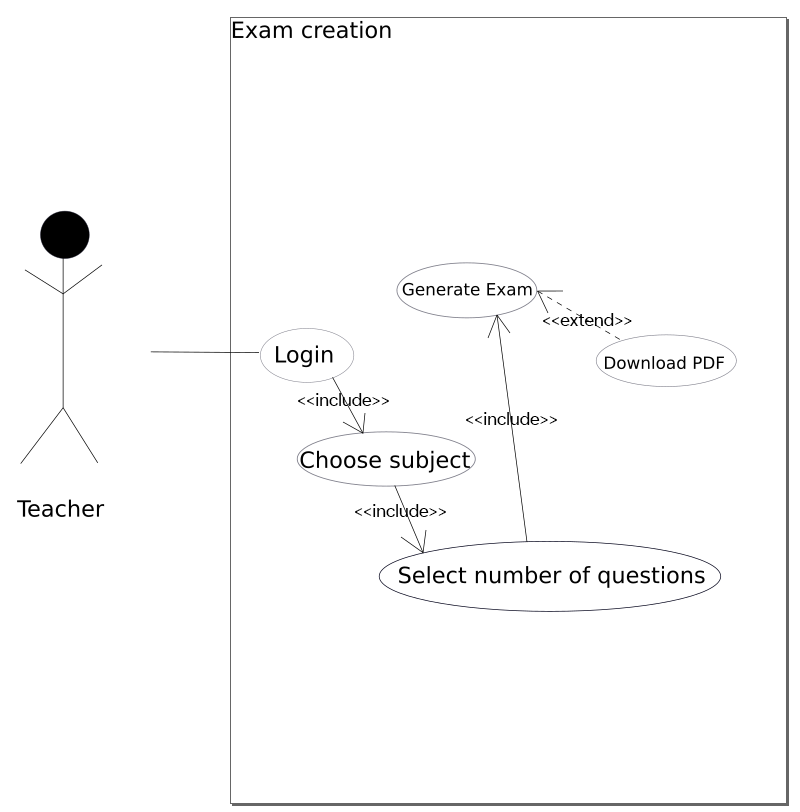 Exam creation
Generate Exam
<<extend>>
Login
Download PDF
<<include>>
<<include>>
Choose subject
<<include>>
Teacher
Select number of questions